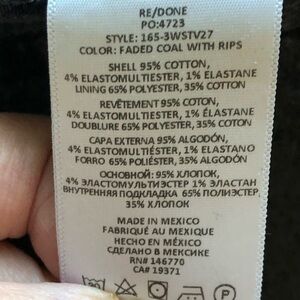 RE/DONE
PO:4723
STYLE: 165-3WSTV27
COLOR: FADED COAL WITH RIPS
SHELL 95% COTTON,
4% ELASTOMULTIESTER, 1% ELASTANE
LINING 65% POLYESTER, 35% COTTON
REVÊTEMENT 95% COTON,
4% ELASTOMULTIESTER, 1% ÉLASTANE
DOUBLURE 65% POLYESTER, 35% COTON
CAPA EXTERNA 95% ALGODÓN,
4% ELASTOMULTIÉSTER, 1% ELASTANO
FORRO 65% POLIÉSTER, 35% ALGODÓN
ОСНОВНОЙ: 95% ХЛОПОК,
4% ЭЛАСТОМУЛЬТИЭСТЕР 1% ЭЛАСТАН
ВНУТРЕННЯЯ ПОДКЛАДКА 65% ПОЛИЭСТЕР,
35% ХЛОПОК
MADE IN MEXICO
FABRIQUÉ AU MEXIQUE
HECHO EN MÉXICO
СДЕЛАНО В МЕКСИКЕ
RN# 146770
CA# 19371